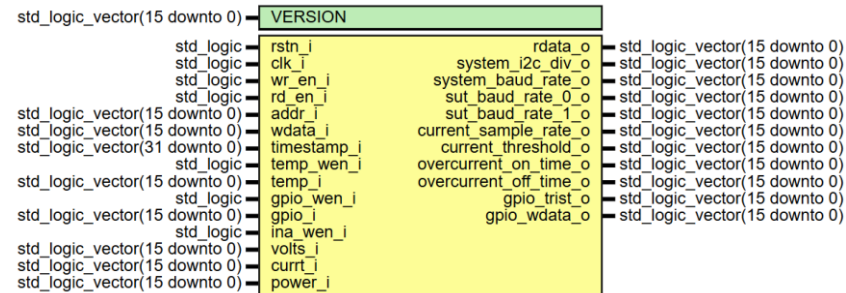 std_logic_vector(15 downto 0) VERSION
std_logic rstn_i rdata_o std_logic_vector(15 downto 0)
std_logic clk_i system_i2c_div_o std_logic_vector(15 downto 0)
std_logic wr_en_i system_baud_rate_o std_logic_vector(15 downto 0)
std_logic rd_en_i sut_baud_rate_0_o std_logic_vector(15 downto 0)
std_logic_vector(15 downto 0) addr_i sut_baud_rate_1_o std_logic_vector(15 downto 0)
std_logic_vector(15 downto 0) wdata_i current_sample_rate_o std_logic_vector(15 downto 0)
std_logic_vector(31 downto 0) timestamp_i current_threshold_o std_logic_vector(15 downto 0)
std_logic temp_wen_i overcurrent_on_time_o std_logic_vector(15 downto 0)
std_logic_vector(15 downto 0) temp_i overcurrent_off_time_o std_logic_vector(15 downto 0)
std_logic gpio_wen_i gpio_trist_o std_logic_vector(15 downto 0)
std_logic_vector(15 downto 0) gpio_i gpio_wdata_o std_logic_vector(15 downto 0)
std_logic ina_wen_i
std_logic_vector(15 downto 0) volts_i
std_logic_vector(15 downto 0) currt_i
std_logic_vector(15 downto 0) power_i